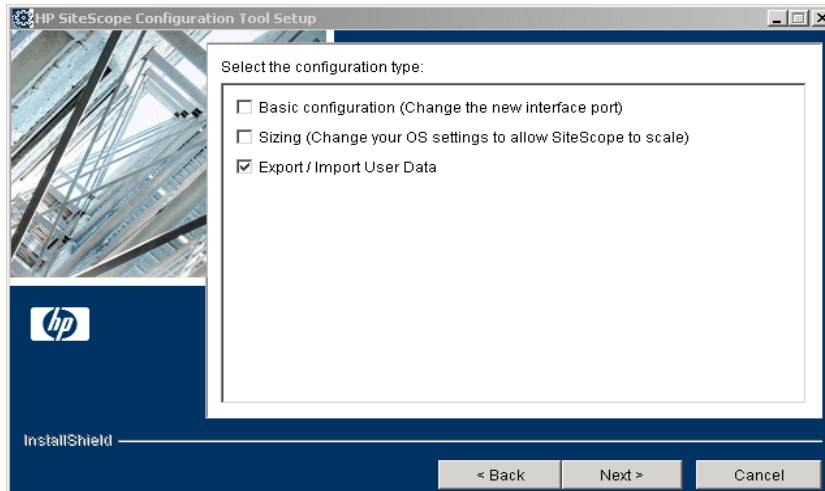 HP SiteScope Configuration Tool Setup
Select the configuration type:
Basic configuration (Change the new interface port)
Sizing (Change your OS settings to allow SiteScope to scale)
Export / Import User Data
hp
InstallShield
< Back
Next >
Cancel